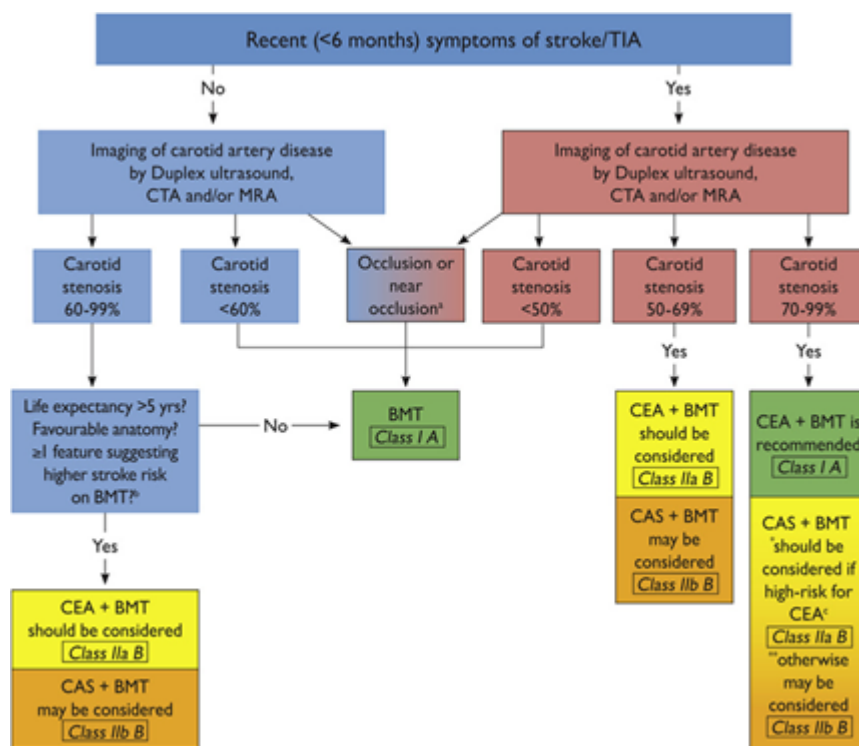 Recent (<6 months) symptoms of stroke/TIA
No
Yes
Imaging of carotid artery disease
by Duplex ultrasound,
CTA and/or MRA
Imaging of carotid artery disease
by Duplex ultrasound,
CTA and/or MRA
Carotid
stenosis
60-99%
Carotid
stenosis
<60%
Occlusion or
near
occlusionᵃ
Carotid
stenosis
<50%
Carotid
stenosis
50-69%
Carotid
stenosis
70-99%
Yes
Yes
Life expectancy >5 yrs?
Favourable anatomy?
≥1 feature suggesting
higher stroke risk
on BMT?ᵇ
No
BMT
Class I A
CEA + BMT
should be
considered
Class IIa B
CAS + BMT
may be
considered
Class IIb B
CEA + BMT is
recommended
Class I A
CAS + BMT
*should be
considered if
high-risk for
CEAᶜ
Class IIa B
**otherwise
may be
considered
Class IIb B
Yes
CEA + BMT
should be considered
Class IIa B
CAS + BMT
may be considered
Class IIb B